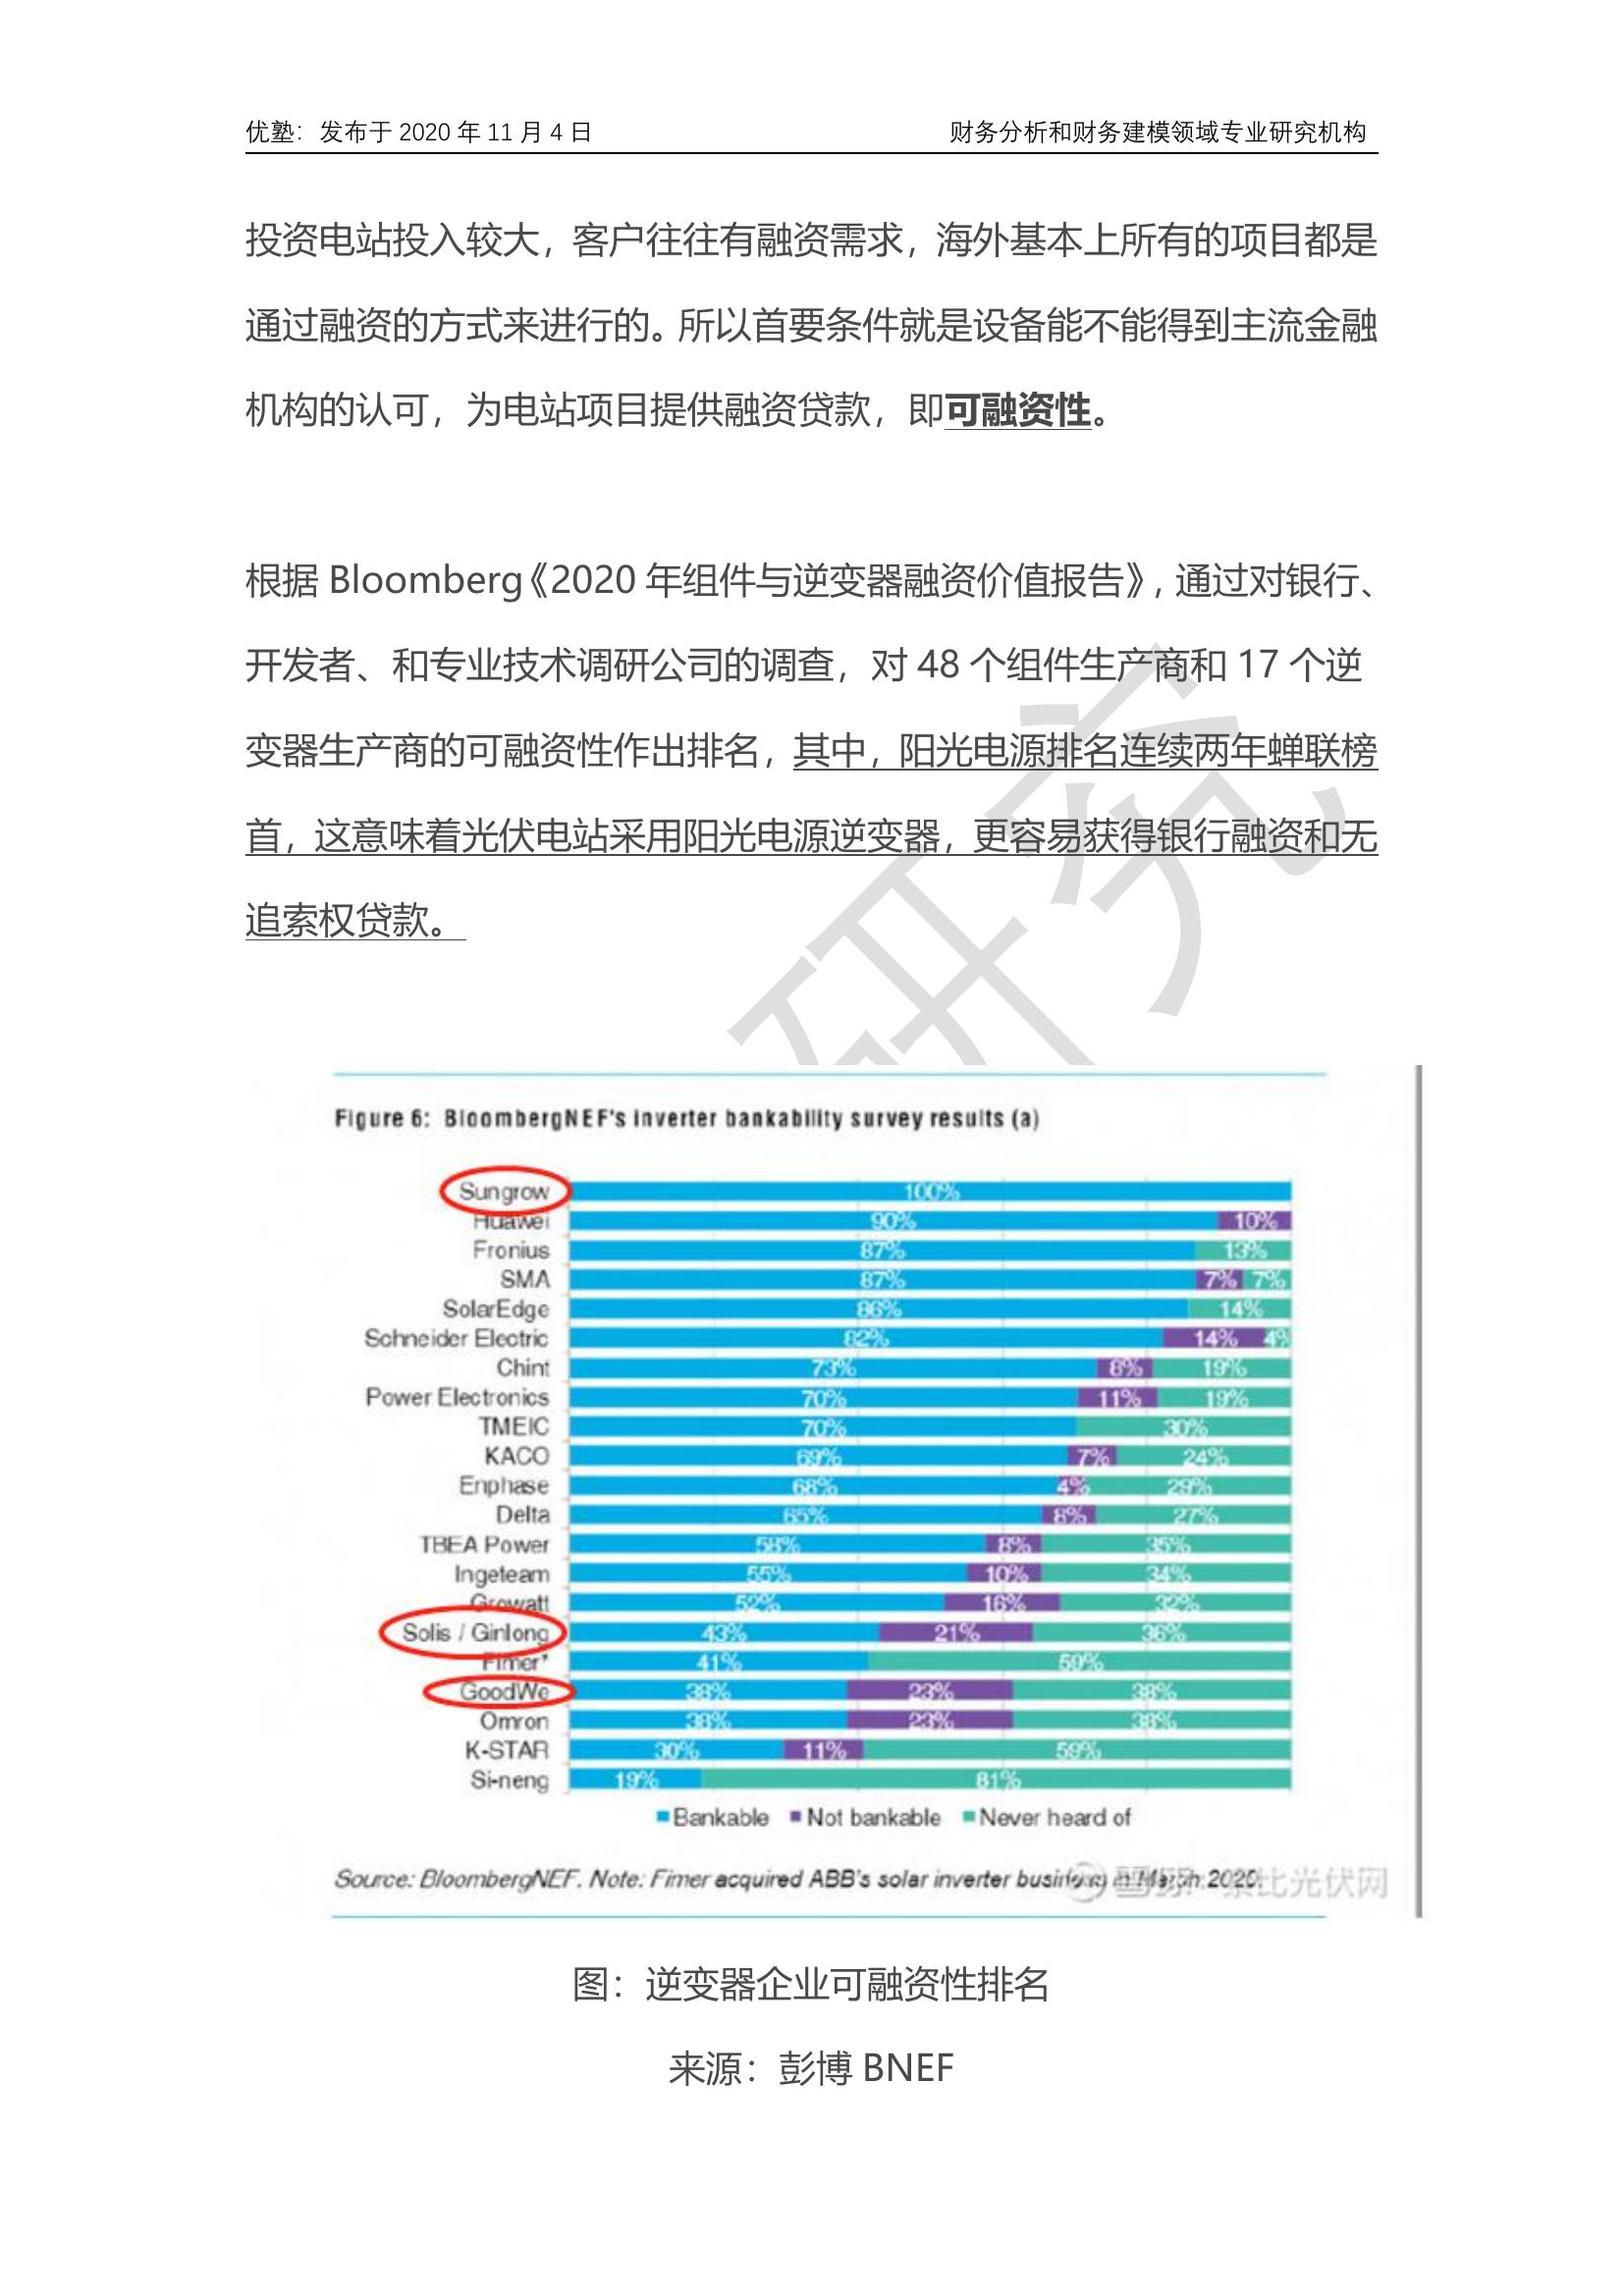 优塾：发布于 2020 年 11 月 4 日 财务分析和财务建模领域专业研究机构
投资电站投入较大，客户往往有融资需求，海外基本上所有的项目都是
通过融资的方式来进行的。所以首要条件就是设备能不能得到主流金融
机构的认可，为电站项目提供融资贷款，即可融资性。
根据 Bloomberg《2020 年组件与逆变器融资价值报告》，通过对银行、
开发者、和专业技术调研公司的调查，对 48 个组件生产商和 17 个逆
变器生产商的可融资性作出排名，其中，阳光电源排名连续两年蝉联榜
首，这意味着光伏电站采用阳光电源逆变器，更容易获得银行融资和无
追索权贷款。
研究
Figure 6: BloombergNEF's inverter bankability survey results (a)
Sungrow 100%
Huawei 90% 10%
Fronius 87% 13%
SMA 87% 7% 7%
SolarEdge 86% 14%
Schneider Electric 82% 14% 4%
Chint 73% 8% 19%
Power Electronics 70% 11% 19%
TMEIC 70% 30%
KACO 69% 7% 24%
Enphase 68% 4% 29%
Delta 65% 8% 27%
TBEA Power 58% 8% 35%
Ingeteam 55% 10% 34%
Growatt 52% 16% 32%
Solis / Ginlong 43% 21% 36%
Fimer* 41% 59%
GoodWe 38% 23% 38%
Omron 38% 23% 38%
K-STAR 30% 11% 59%
Si-neng 19% 81%
Bankable Not bankable Never heard of
Source: BloombergNEF. Note: Fimer acquired ABB's solar inverter business in March 2020.
光伏网
图：逆变器企业可融资性排名
来源：彭博 BNEF